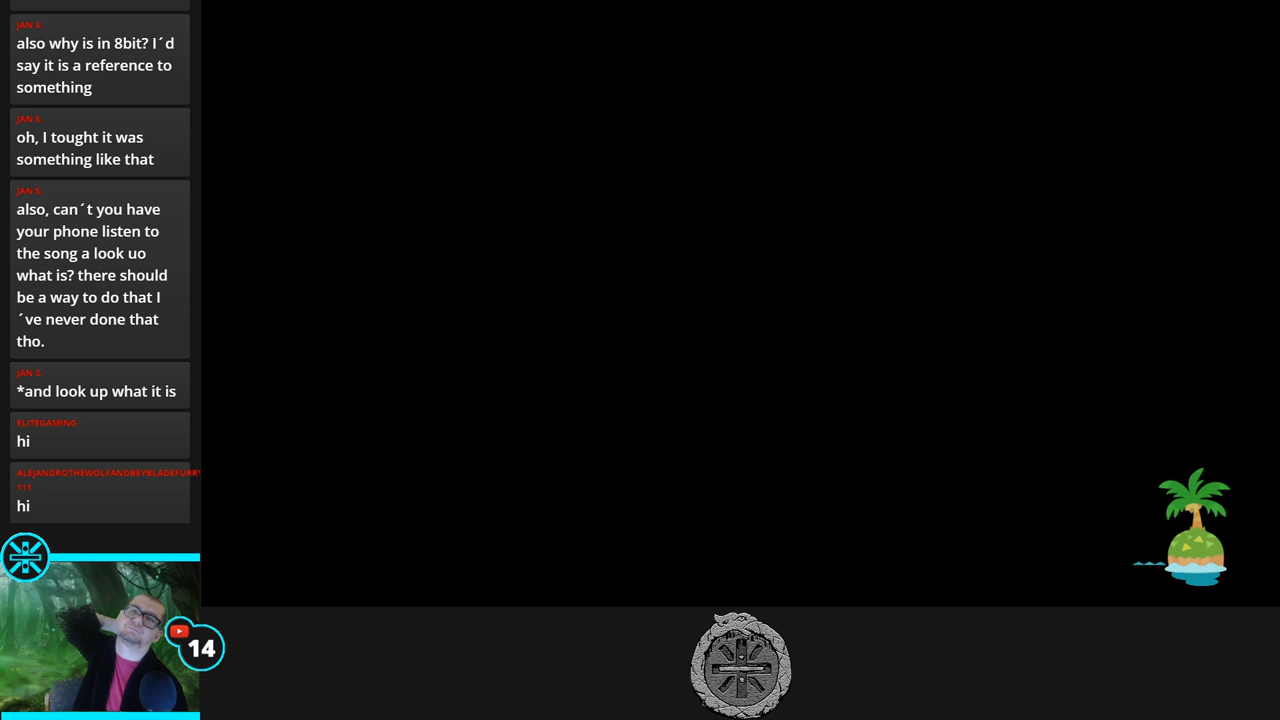 JAN S.
also why is in 8bit? I´d
say it is a reference to
something
JAN S.
oh, I tought it was
something like that
JAN S.
also, can´t you have
your phone listen to
the song a look uo
what is? there should
be a way to do that I
´ve never done that
tho.
JAN S.
*and look up what it is
ELITEGAMING
hi
ALEJANDROTHEWOLFANDBEYBLADEFURRY
111
hi
14